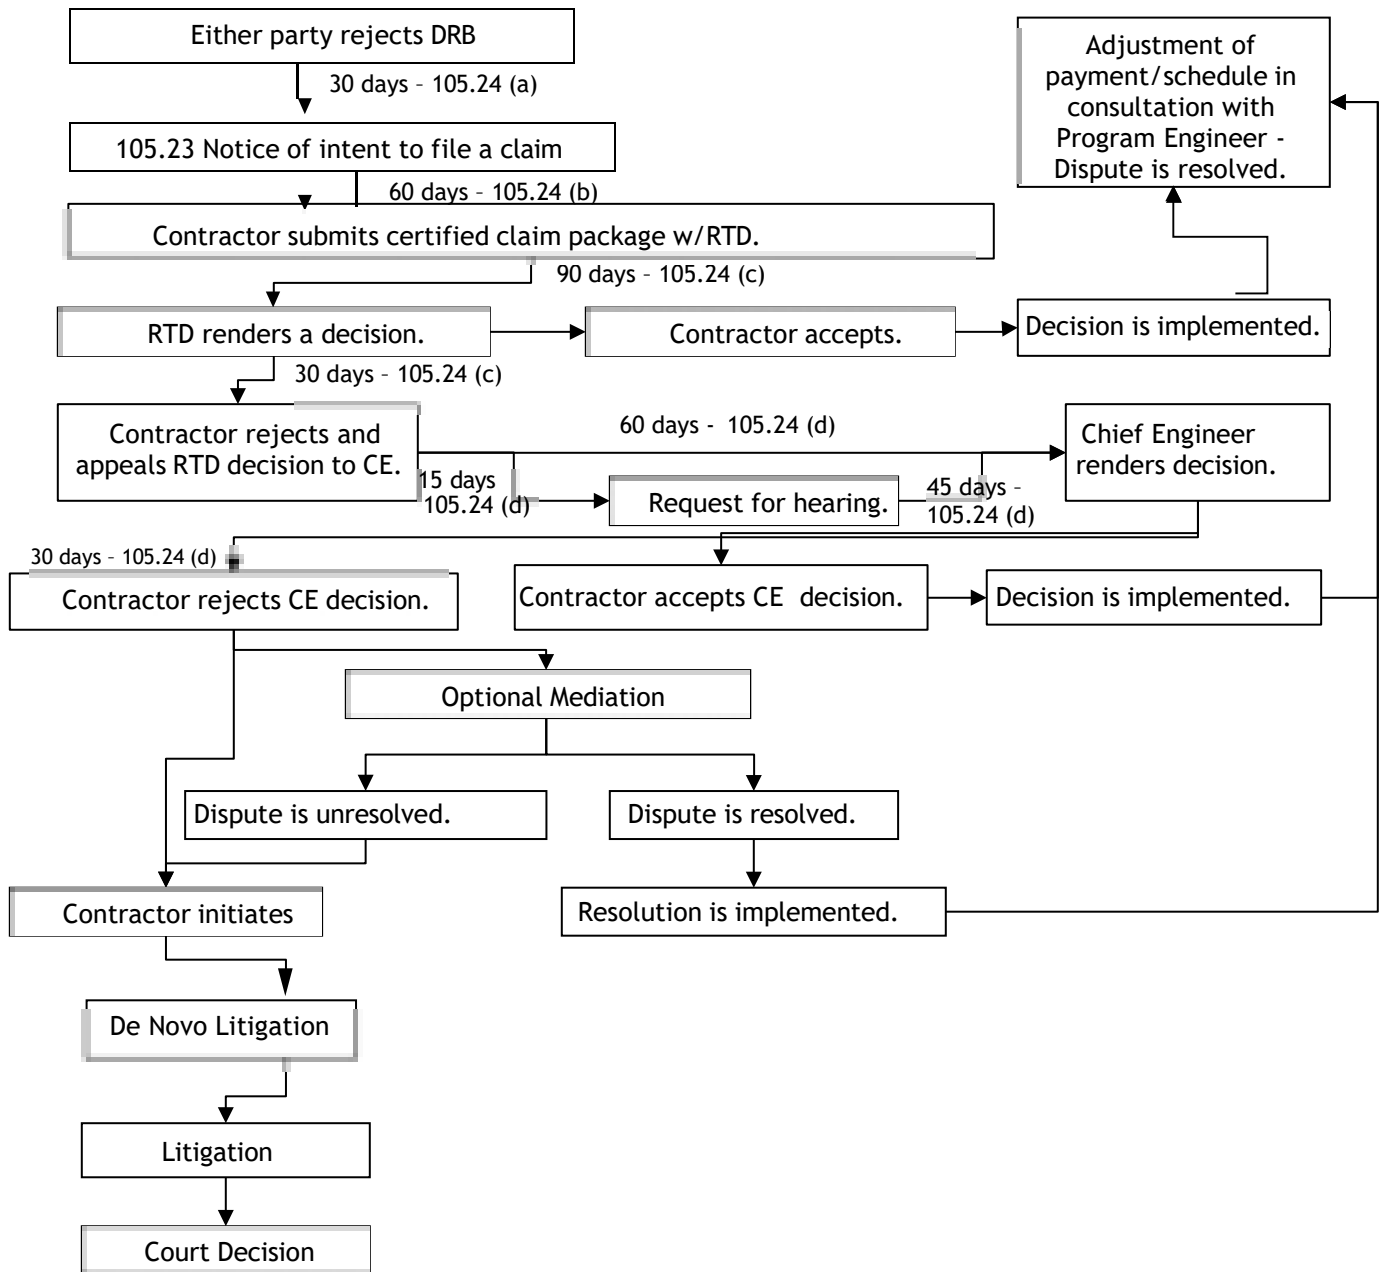 Either party rejects DRB
30 days – 105.24 (a)
105.23 Notice of intent to file a claim
60 days – 105.24 (b)
Contractor submits certified claim package w/RTD.
90 days – 105.24 (c)
Adjustment of
payment/schedule in
consultation with
Program Engineer -
Dispute is resolved.
RTD renders a decision.
Contractor accepts.
Decision is implemented.
30 days – 105.24 (c)
Contractor rejects and
appeals RTD decision to CE.
60 days - 105.24 (d)
Chief Engineer
renders decision.
15 days
105.24 (d)
Request for hearing.
45 days –
105.24 (d)
30 days – 105.24 (d)
Contractor rejects CE decision.
Contractor accepts CE decision.
Decision is implemented.
Optional Mediation
Dispute is unresolved.
Dispute is resolved.
Contractor initiates
Resolution is implemented.
De Novo Litigation
Litigation
Court Decision